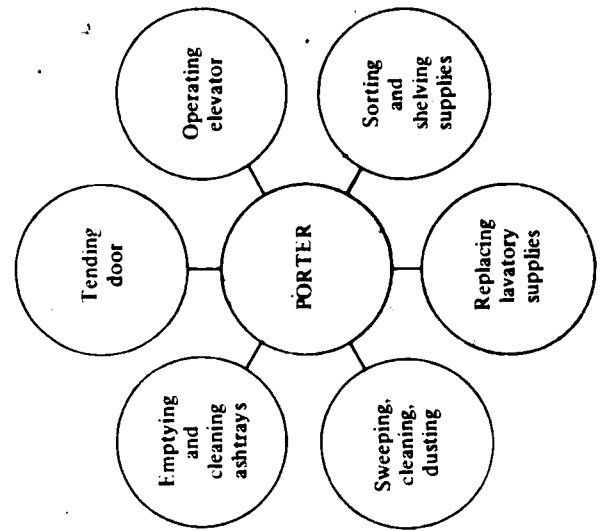 Tending
door
Emptying
and
cleaning
ashtrays
Operating
elevator
PORTER
Sweeping,
cleaning,
dusting
Sorting
and
shelving
supplies
Replacing
lavatory
supplies